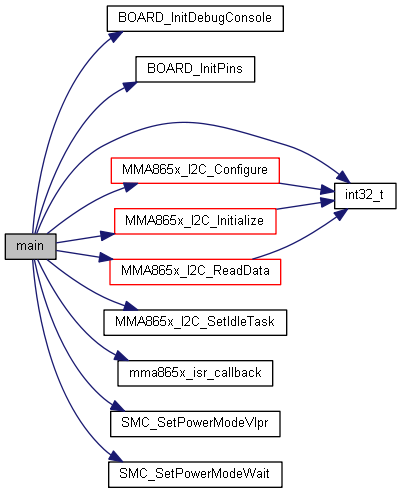 BOARD_InitDebugConsole
BOARD_InitPins
MMA865x_I2C_Configure
int32_t
MMA865x_I2C_Initialize
main
MMA865x_I2C_ReadData
MMA865x_I2C_SetIdleTask
mma865x_isr_callback
SMC_SetPowerModeVlpr
SMC_SetPowerModeWait